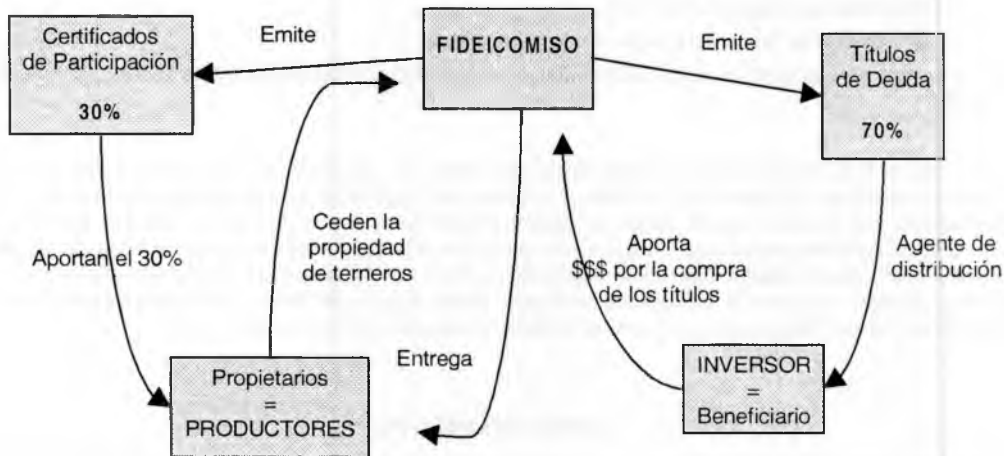 Certificados
de Participación
30%
Emite
FIDEICOMISO
Emite
Títulos
de Deuda
70%
Aportan el 30%
Ceden la
propiedad
de terneros
Aporta
$$$ por la compra
de los títulos
Agente de
distribución
Entrega
Propietarios
=
PRODUCTORES
INVERSOR
=
Beneficiario